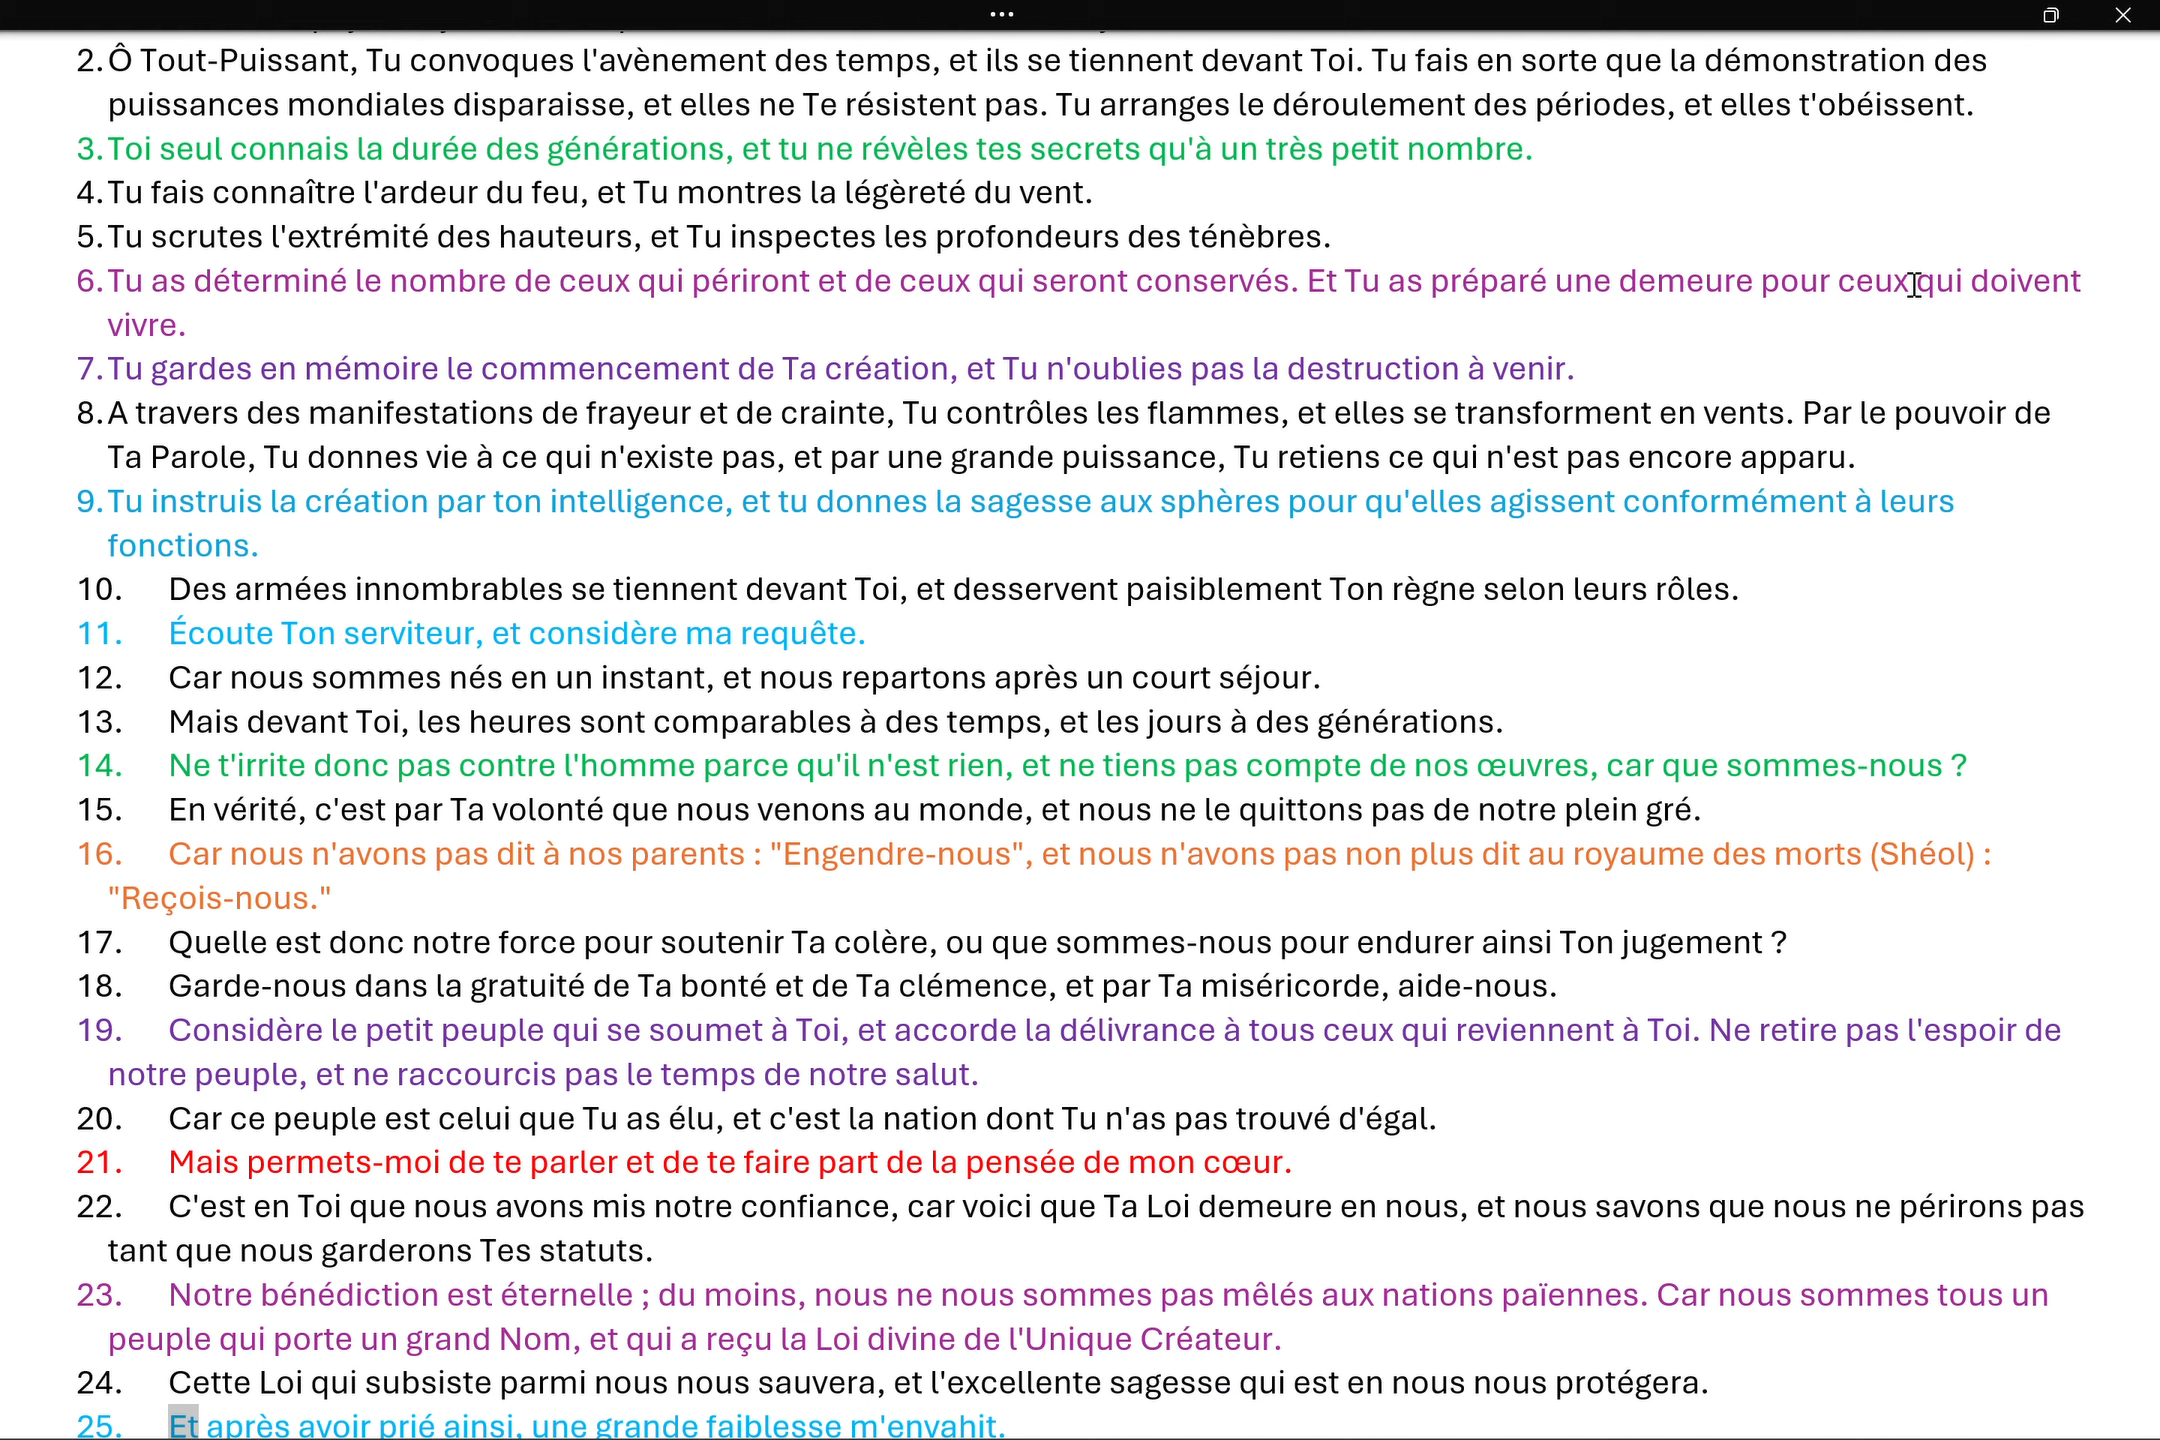 2. Ô Tout-Puissant, Tu convoques l'avènement des temps, et ils se tiennent devant Toi. Tu fais en sorte que la démonstration des
puissances mondiales disparaisse, et elles ne Te résistent pas. Tu arranges le déroulement des périodes, et elles t'obéissent.
3. Toi seul connais la durée des générations, et tu ne révèles tes secrets qu'à un très petit nombre.
4. Tu fais connaître l'ardeur du feu, et Tu montres la légèreté du vent.
5. Tu scrutes l'extrémité des hauteurs, et Tu inspectes les profondeurs des ténèbres.
6. Tu as déterminé le nombre de ceux qui périront et de ceux qui seront conservés. Et Tu as préparé une demeure pour ceux qui doivent
vivre.
7. Tu gardes en mémoire le commencement de Ta création, et Tu n'oublies pas la destruction à venir.
8. A travers des manifestations de frayeur et de crainte, Tu contrôles les flammes, et elles se transforment en vents. Par le pouvoir de
Ta Parole, Tu donnes vie à ce qui n'existe pas, et par une grande puissance, Tu retiens ce qui n'est pas encore apparu.
9. Tu instruis la création par ton intelligence, et tu donnes la sagesse aux sphères pour qu'elles agissent conformément à leurs
fonctions.
10. Des armées innombrables se tiennent devant Toi, et desservent paisiblement Ton règne selon leurs rôles.
11. Écoute Ton serviteur, et considère ma requête.
12. Car nous sommes nés en un instant, et nous repartons après un court séjour.
13. Mais devant Toi, les heures sont comparables à des temps, et les jours à des générations.
14. Ne t'irrite donc pas contre l'homme parce qu'il n'est rien, et ne tiens pas compte de nos œuvres, car que sommes-nous ?
15. En vérité, c'est par Ta volonté que nous venons au monde, et nous ne le quittons pas de notre plein gré.
16. Car nous n'avons pas dit à nos parents : "Engendre-nous", et nous n'avons pas non plus dit au royaume des morts (Shéol) :
"Reçois-nous."
17. Quelle est donc notre force pour soutenir Ta colère, ou que sommes-nous pour endurer ainsi Ton jugement ?
18. Garde-nous dans la gratuité de Ta bonté et de Ta clémence, et par Ta miséricorde, aide-nous.
19. Considère le petit peuple qui se soumet à Toi, et accorde la délivrance à tous ceux qui reviennent à Toi. Ne retire pas l'espoir de
notre peuple, et ne raccourcis pas le temps de notre salut.
20. Car ce peuple est celui que Tu as élu, et c'est la nation dont Tu n'as pas trouvé d'égal.
21. Mais permets-moi de te parler et de te faire part de la pensée de mon cœur.
22. C'est en Toi que nous avons mis notre confiance, car voici que Ta Loi demeure en nous, et nous savons que nous ne périrons pas
tant que nous garderons Tes statuts.
23. Notre bénédiction est éternelle ; du moins, nous ne nous sommes pas mêlés aux nations païennes. Car nous sommes tous un
peuple qui porte un grand Nom, et qui a reçu la Loi divine de l'Unique Créateur.
24. Cette Loi qui subsiste parmi nous nous sauvera, et l'excellente sagesse qui est en nous nous protégera.
25. Et après avoir prié ainsi, une grande faiblesse m'envahit.